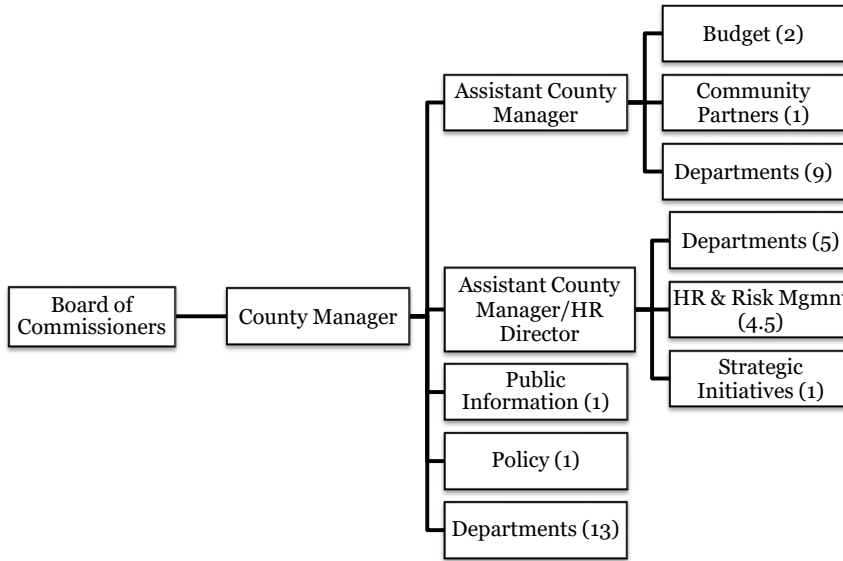 Board of
Commissioners
County Manager
Assistant County
Manager
Budget (2)
Community
Partners (1)
Departments (9)
Assistant County
Manager/HR
Director
Departments (5)
HR & Risk Mgmnt
(4.5)
Strategic
Initiatives (1)
Public
Information (1)
Policy (1)
Departments (13)